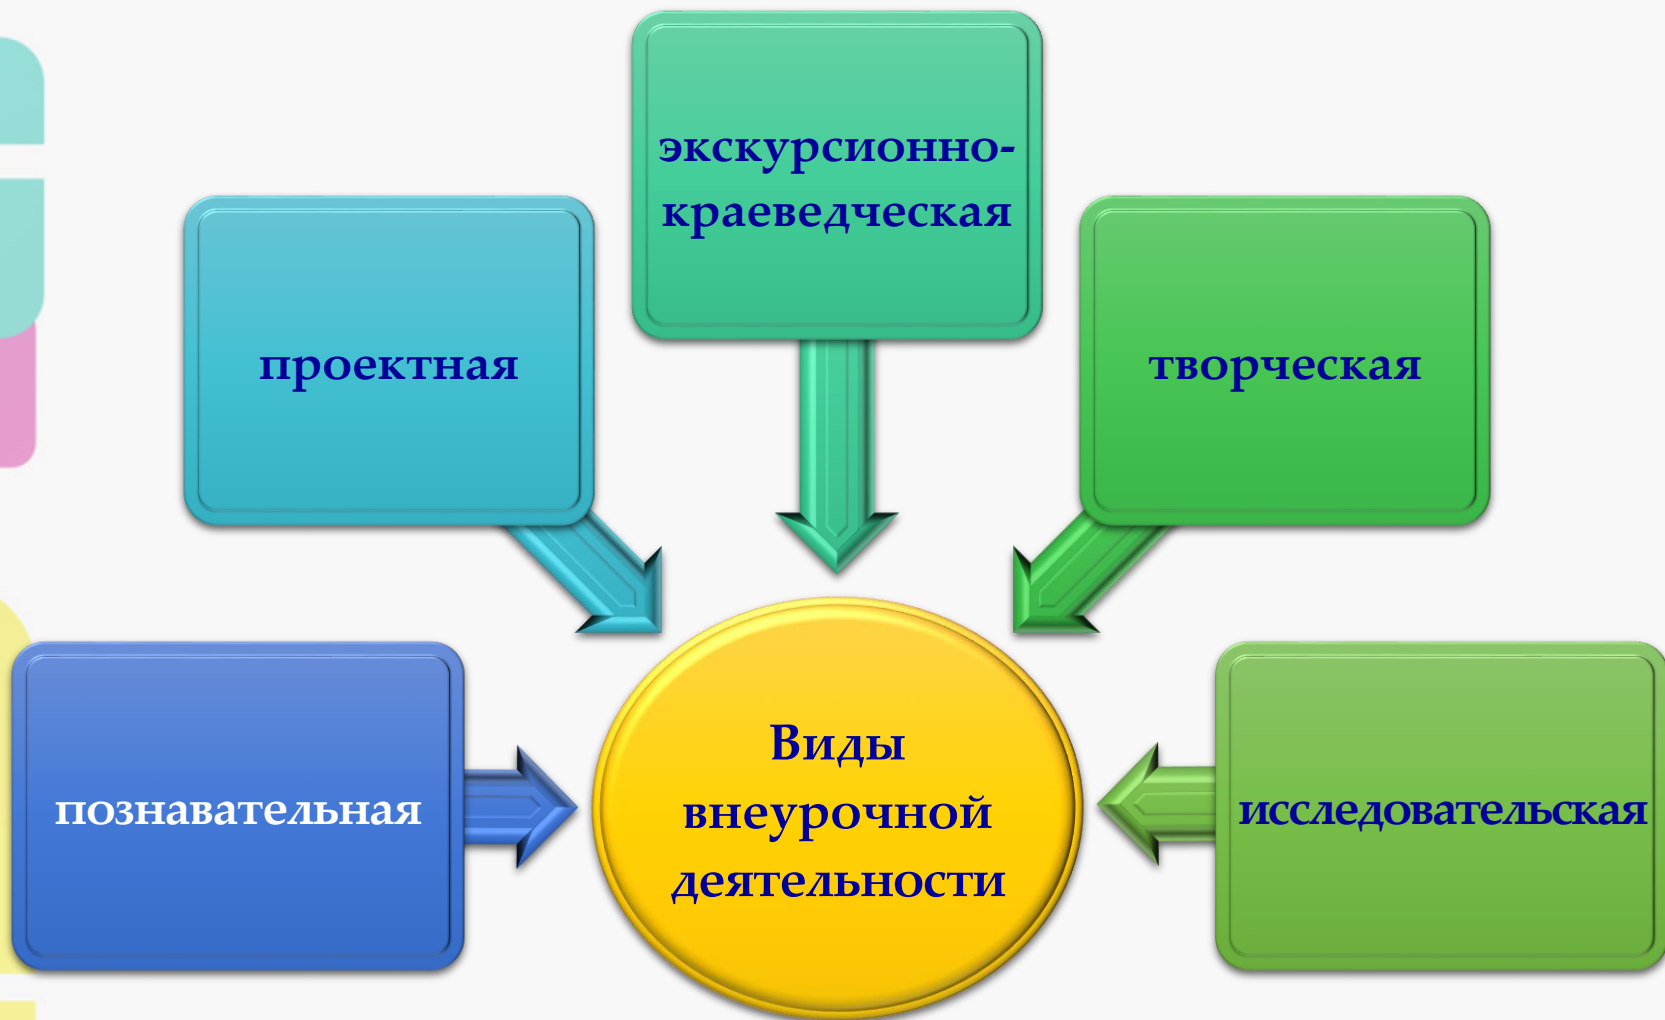 экскурсионно-
краеведческая
проектная
творческая
познавательная
Виды
внеурочной
деятельности
исследовательская